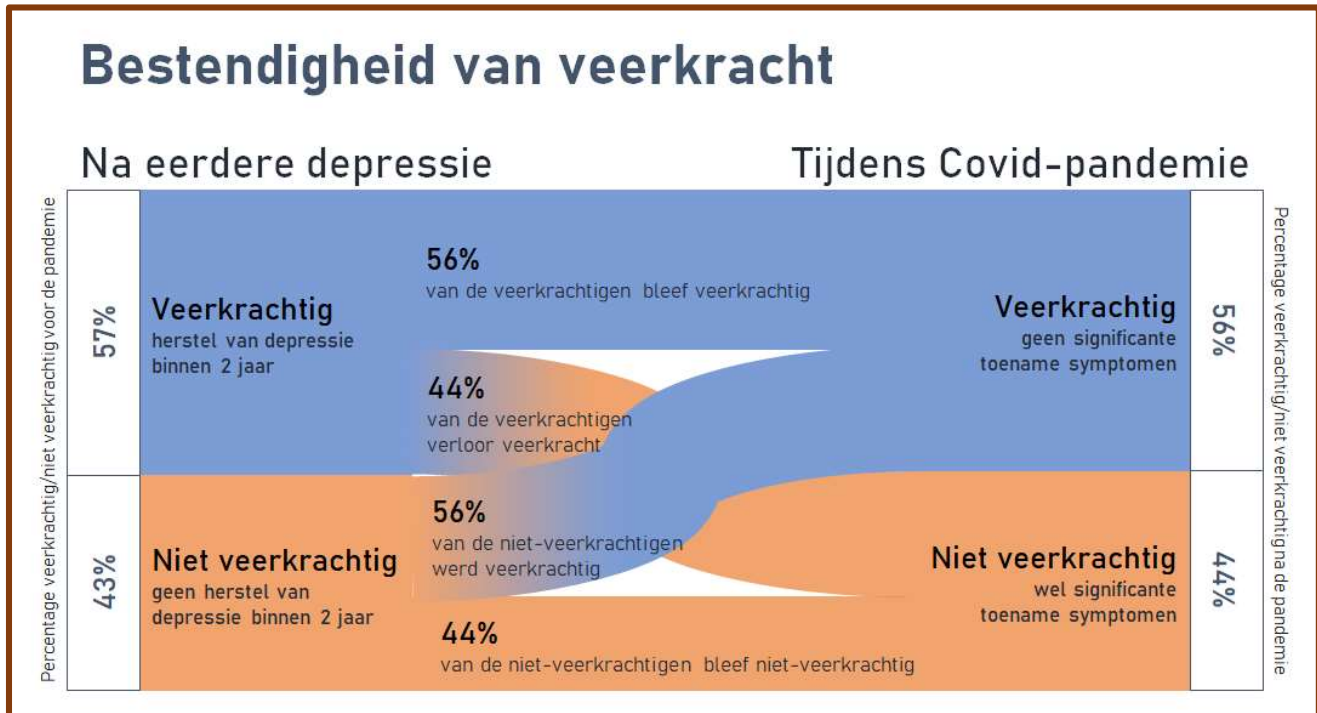 Bestendigheid van veerkracht
Na eerdere depressie
Tijdens Covid-pandemie
Percentage veerkrachtig/niet veerkrachtig voor de pandemie
57%
Veerkrachtig
herstel van depressie
binnen 2 jaar
43%
Niet veerkrachtig
geen herstel van
depressie binnen 2 jaar
56%
van de veerkrachtigen bleef veerkrachtig
44%
van de veerkrachtigen
verloor veerkracht
56%
van de niet-veerkrachtigen
werd veerkrachtig
44%
van de niet-veerkrachtigen bleef niet-veerkrachtig
Veerkrachtig
geen significante
toename symptomen
56%
Niet veerkrachtig
wel significante
toename symptomen
44%
Percentage veerkrachtig/niet veerkrachtig na de pandemie